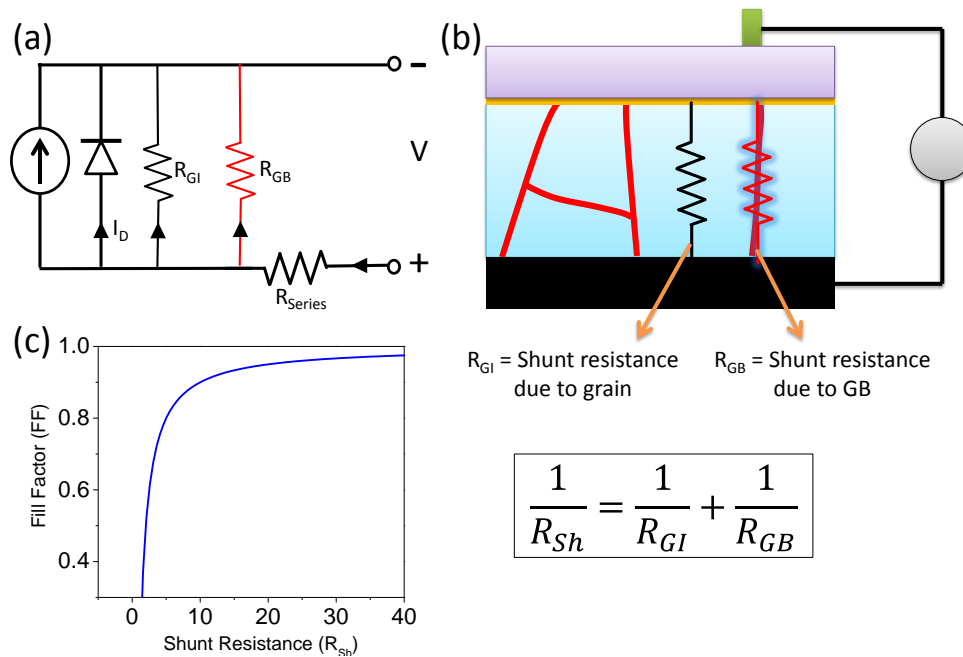 (a)
−
R_GI
R_GB
V
I_D
+
R_Series
(b)
R_GI = Shunt resistance
due to grain
R_GB = Shunt resistance
due to GB
1/R_Sh = 1/R_GI + 1/R_GB
(c)
1.0
0.8
0.6
0.4
Fill Factor (FF)
0 10 20 30 40
Shunt Resistance (R_Sh)